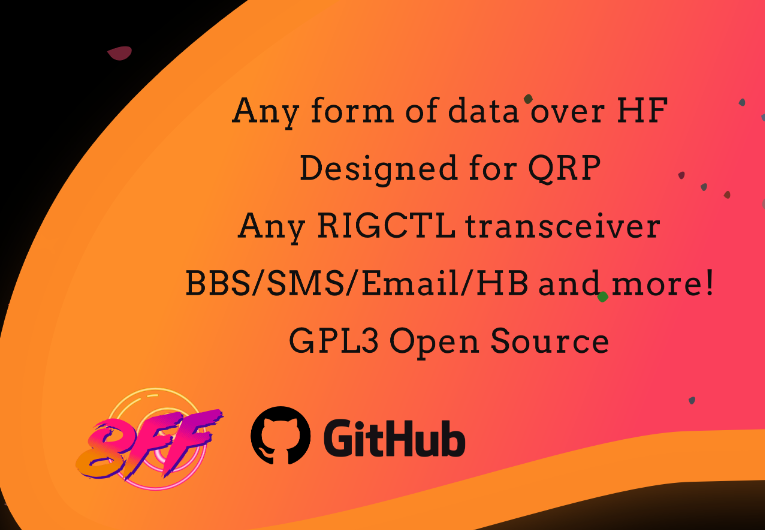 Any form of data over HF
Designed for QRP
Any RIGCTL transceiver
BBS/SMS/Email/HB and more!
GPL3 Open Source
8FF
GitHub